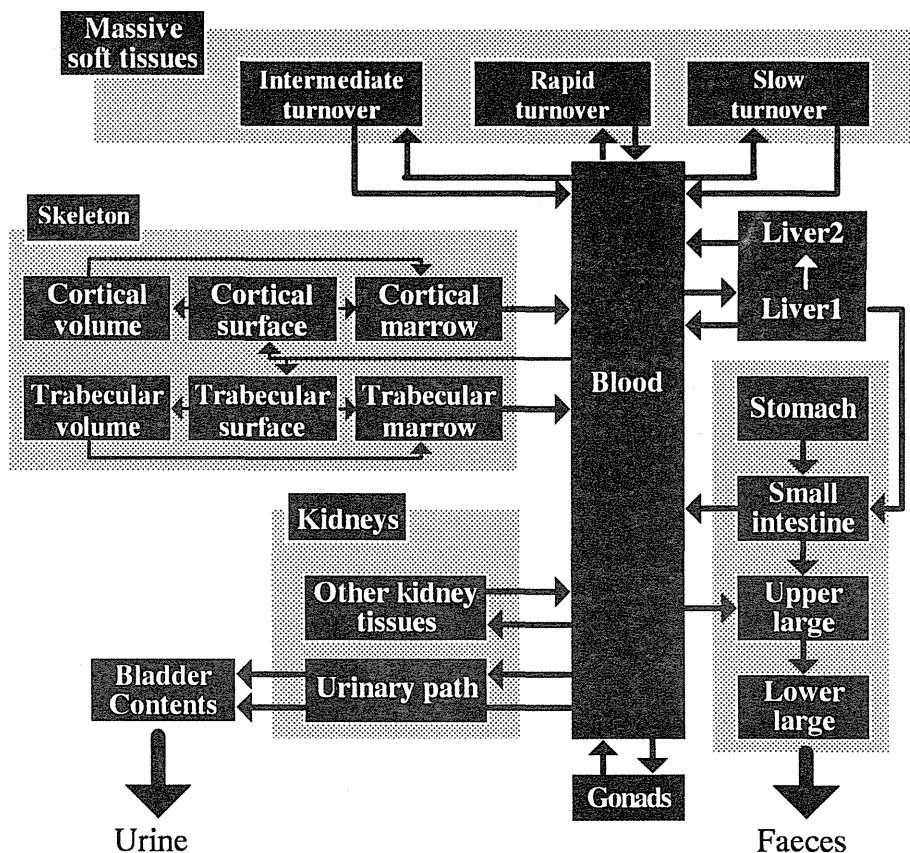 Massive
soft tissues
Intermediate
turnover
Rapid
turnover
Slow
turnover
Skeleton
Cortical
volume
Cortical
surface
Cortical
marrow
Trabecular
volume
Trabecular
surface
Trabecular
marrow
Blood
Liver2
Liver1
Stomach
Small
intestine
Upper
large
Lower
large
Kidneys
Other kidney
tissues
Urinary path
Bladder
Contents
Gonads
Urine
Faeces